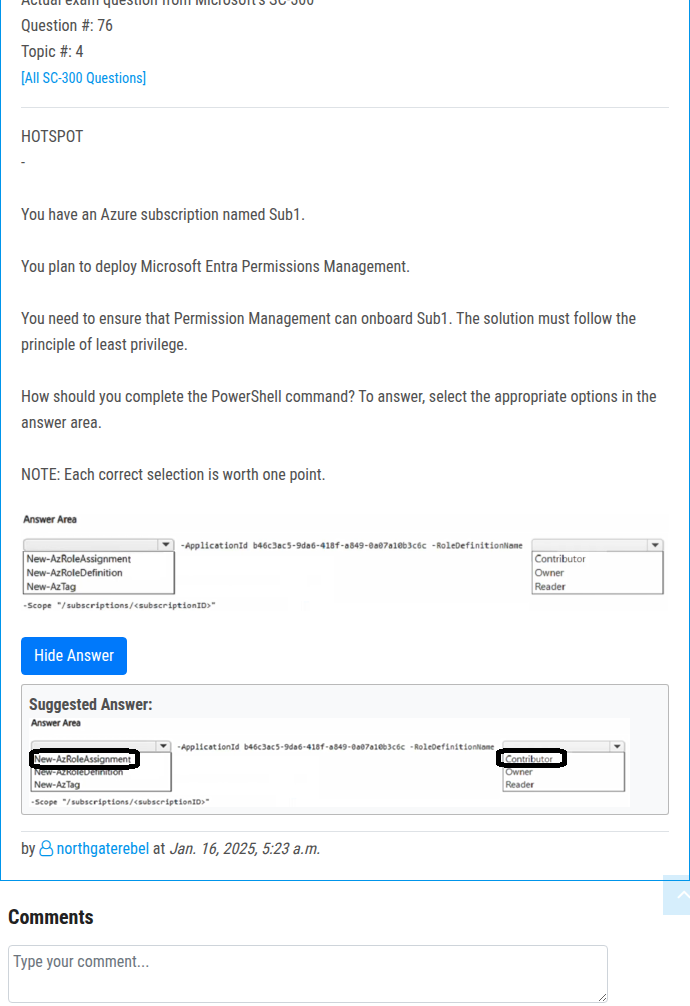 Actual exam question from Microsoft's SC-300
Question #: 76
Topic #: 4
[All SC-300 Questions]
HOTSPOT
-
You have an Azure subscription named Sub1.
You plan to deploy Microsoft Entra Permissions Management.
You need to ensure that Permission Management can onboard Sub1. The solution must follow the
principle of least privilege.
How should you complete the PowerShell command? To answer, select the appropriate options in the
answer area.
NOTE: Each correct selection is worth one point.
Answer Area
-ApplicationId b46c3ac5-9da6-418f-a849-0a07a10b3c6c -RoleDefinitionName
New-AzRoleAssignment Contributor
New-AzRoleDefinition Owner
New-AzTag Reader
-Scope "/subscriptions/<subscriptionID>"
Hide Answer
Suggested Answer:
Answer Area
-ApplicationId b46c3ac5-9da6-418f-a849-0a07a10b3c6c -RoleDefinitionName
New-AzRoleAssignment Contributor
New-AzRoleDefinition Owner
New-AzTag Reader
-Scope "/subscriptions/<subscriptionID>"
by northgaterebel at Jan. 16, 2025, 5:23 a.m.
Comments
Type your comment...